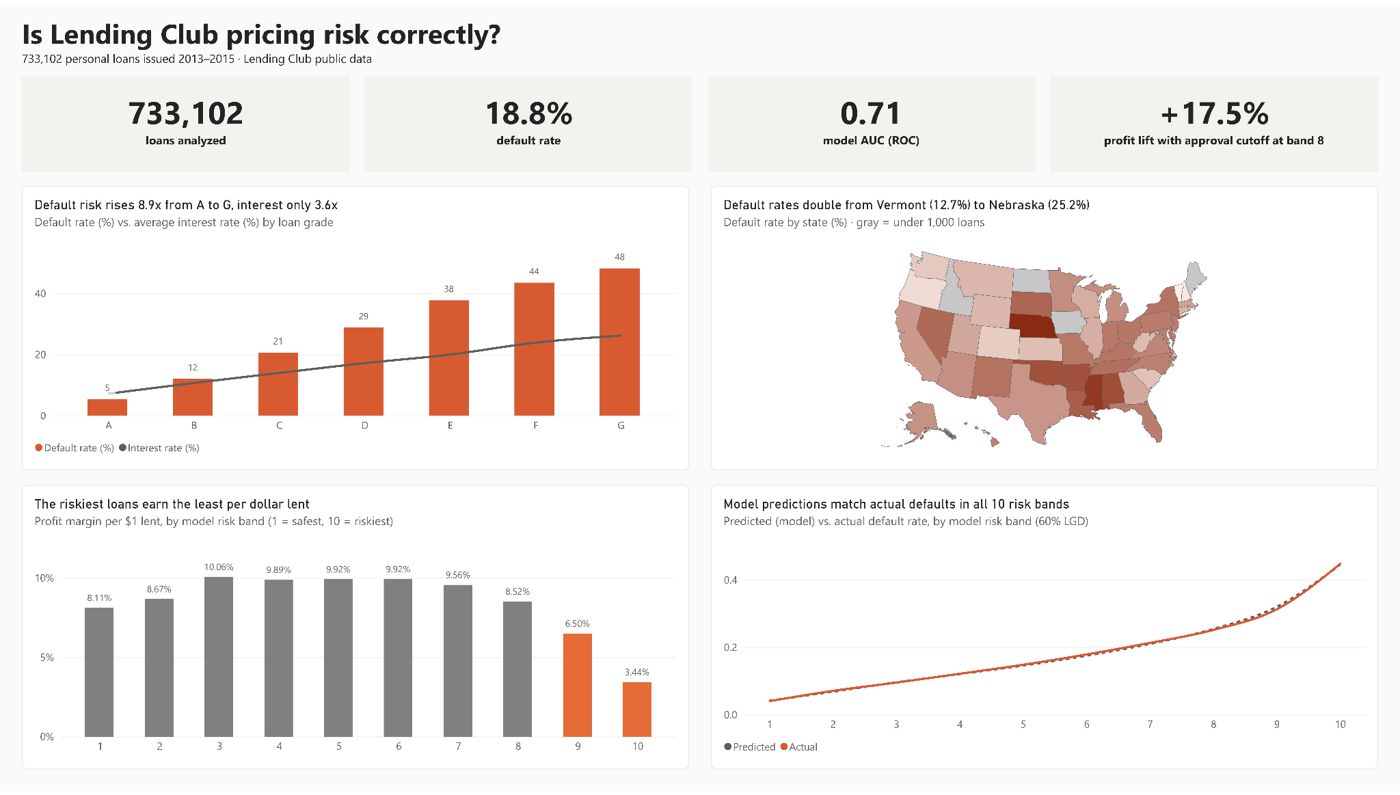 Is Lending Club pricing risk correctly?
733,102 personal loans issued 2013–2015 · Lending Club public data
733,102
loans analyzed
18.8%
default rate
0.71
model AUC (ROC)
+17.5%
profit lift with approval cutoff at band 8
Default risk rises 8.9x from A to G, interest only 3.6x
Default rate (%) vs. average interest rate (%) by loan grade
48
44
40
38
29
21
20
12
5
0
A B C D E F G
Default rate (%) Interest rate (%)
Default rates double from Vermont (12.7%) to Nebraska (25.2%)
Default rate by state (%) · gray = under 1,000 loans
The riskiest loans earn the least per dollar lent
Profit margin per $1 lent, by model risk band (1 = safest, 10 = riskiest)
10%
5%
0%
8.11% 8.67% 10.06% 9.89% 9.92% 9.92% 9.56% 8.52% 6.50% 3.44%
1 2 3 4 5 6 7 8 9 10
Model predictions match actual defaults in all 10 risk bands
Predicted (model) vs. actual default rate, by model risk band (60% LGD)
0.4
0.2
0.0
1 2 3 4 5 6 7 8 9 10
Predicted Actual